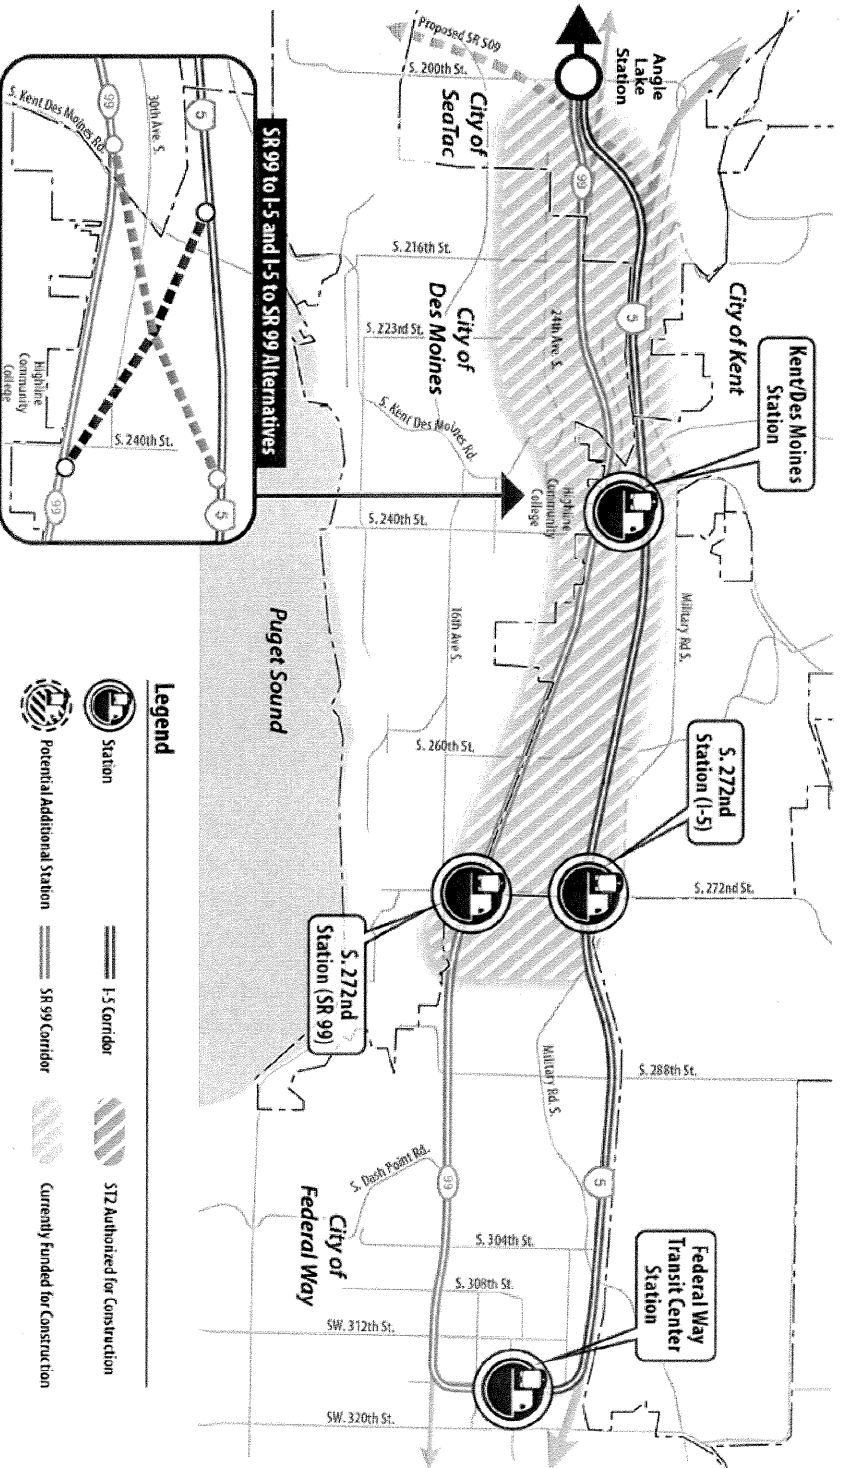 Proposed SR 509
S. 200th St.
Angle
Lake
Station
City of
SeaTac
99
S. 216th St.
City of Kent
5
Kent/Des Moines
Station
24th Ave S.
S. 223rd St.
City of
Des Moines
S. Kent Des Moines Rd.
Highline
Community
College
S. 240th St.
Military Rd S.
16th Ave S.
Puget Sound
S. 260th St.
S. 272nd
Station (I-5)
S. 272nd St.
S. 272nd
Station (SR 99)
S. 288th St.
Military Rd. S.
S. Dash Point Rd.
99
5
City of
Federal Way
S. 304th St.
S. 308th St.
SW. 312th St.
SW. 320th St.
Federal Way
Transit Center
Station
SR 99 to I-5 and I-5 to SR 99 Alternatives
S. Kent Des Moines Rd.
99
30th Ave. S.
5
Highline
Community
College
S. 240th St.
99
5
Legend
Station
Potential Additional Station
I-5 Corridor
SR 99 Corridor
ST2 Authorized for Construction
Currently Funded for Construction